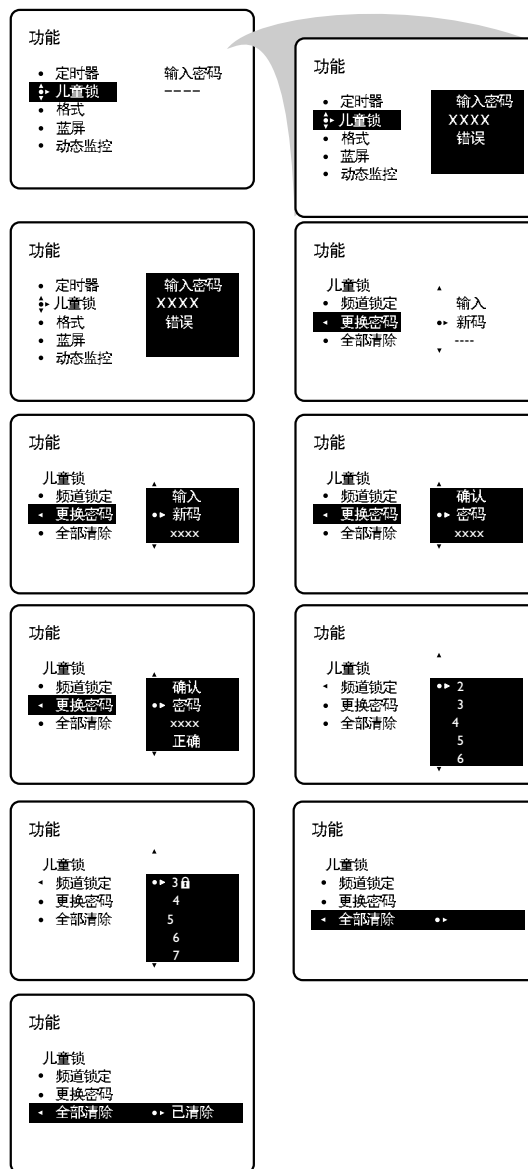 功能
• 定时器 输入密码
儿童锁 ----
• 格式
• 蓝屏
• 动态监控
功能
• 定时器 输入密码
儿童锁 XXXX
• 格式 错误
• 蓝屏
• 动态监控
功能
• 定时器 输入密码
儿童锁 XXXX
• 格式 错误
• 蓝屏
• 动态监控
功能
儿童锁
• 频道锁定 输入
更换密码 新码
• 全部清除 ----
功能
儿童锁
• 频道锁定 输入
更换密码 新码
• 全部清除 xxxx
功能
儿童锁
• 频道锁定 确认
更换密码 密码
• 全部清除 xxxx
功能
儿童锁
• 频道锁定 确认
更换密码 密码
• 全部清除 xxxx
正确
功能
儿童锁
频道锁定 2
• 更换密码 3
• 全部清除 4
5
6
功能
儿童锁
频道锁定 3
• 更换密码 4
• 全部清除 5
6
7
功能
儿童锁
• 频道锁定
• 更换密码
全部清除
功能
儿童锁
• 频道锁定
• 更换密码
全部清除 已清除